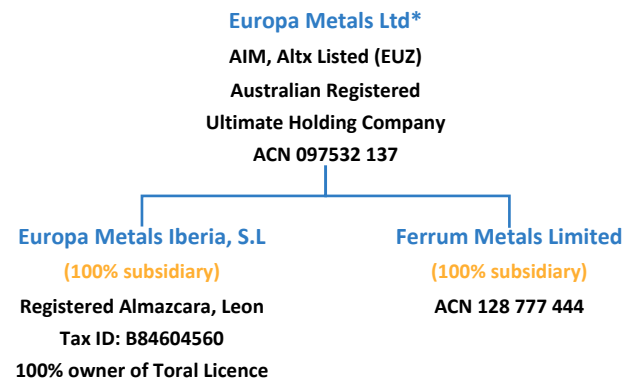 Europa Metals Ltd*
AIM, Altx Listed (EUZ)
Australian Registered
Ultimate Holding Company
ACN 097532 137
Europa Metals Iberia, S.L
(100% subsidiary)
Registered Almazcara, Leon
Tax ID: B84604560
100% owner of Toral Licence
Ferrum Metals Limited
(100% subsidiary)
ACN 128 777 444